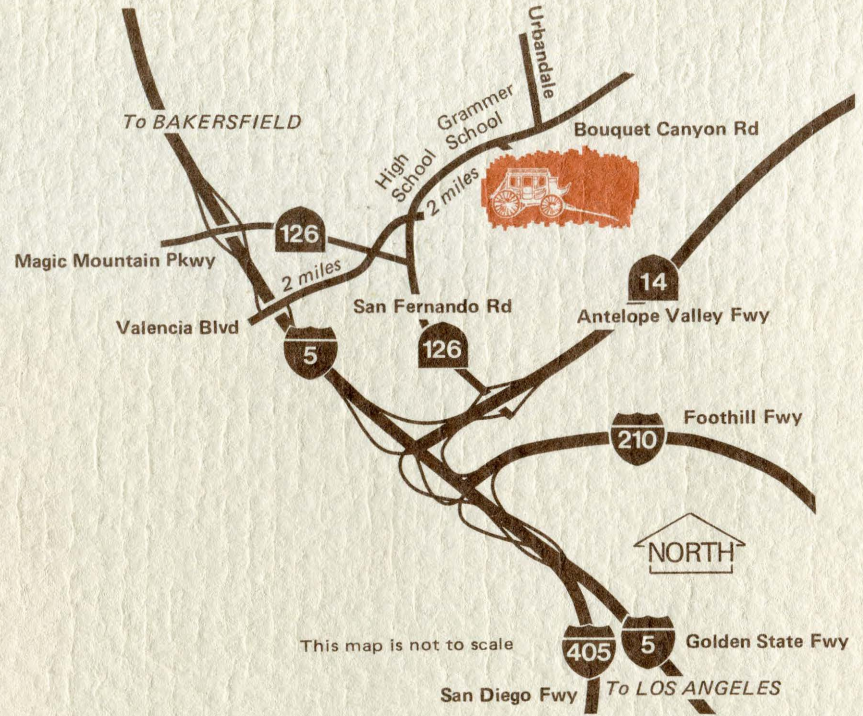 Urbandale
To BAKERSFIELD
Grammer
School
Bouquet Canyon Rd
High
School
2 miles
126
Magic Mountain Pkwy
2 miles
14
San Fernando Rd
Antelope Valley Fwy
Valencia Blvd
5
126
Foothill Fwy
210
NORTH
This map is not to scale
405
5
Golden State Fwy
San Diego Fwy
To LOS ANGELES